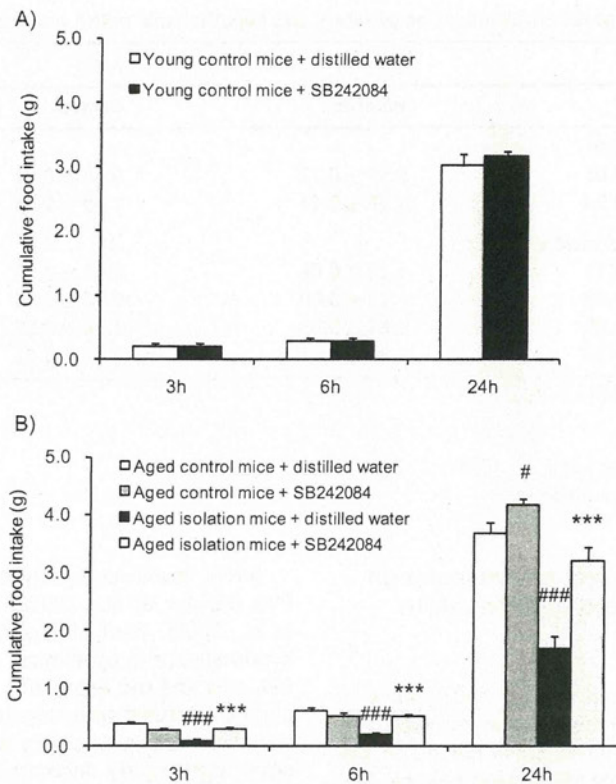 A)
Cumulative food intake (g)
5.0
4.0
3.0
2.0
1.0
0.0
Young control mice + distilled water
Young control mice + SB242084
3h 6h 24h
B)
Cumulative food intake (g)
5.0
4.0
3.0
2.0
1.0
0.0
Aged control mice + distilled water
Aged control mice + SB242084
Aged isolation mice + distilled water
Aged isolation mice + SB242084
### ***
### ***
# ### ***
3h 6h 24h